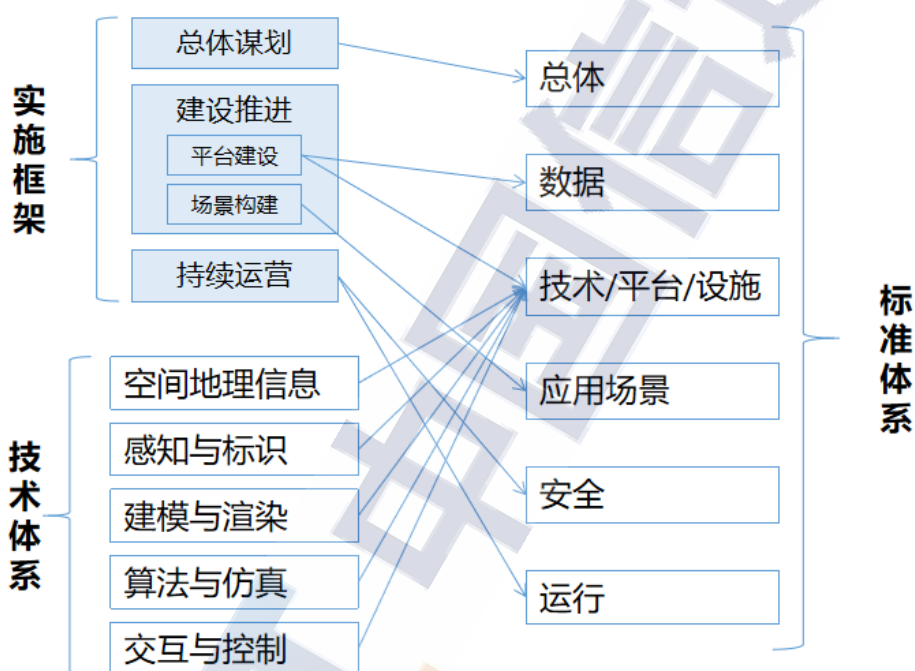 实施框架
总体谋划
建设推进
平台建设
场景构建
持续运营
技术体系
空间地理信息
感知与标识
建模与渲染
算法与仿真
交互与控制
总体
数据
技术/平台/设施
应用场景
安全
运行
标准体系
中国信通